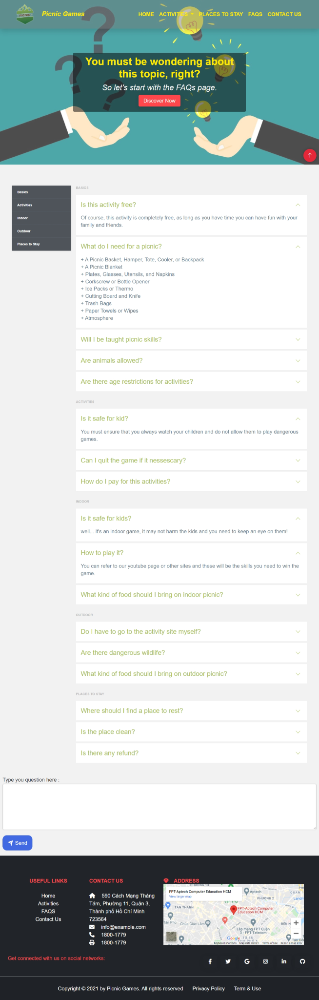 PICNIC
Picnic Games
HOME ACTIVITIES PLACES TO STAY FAQS CONTACT US
You must be wondering about
this topic, right?
So let's start with the FAQs page.
Discover Now
Basics
Activities
Indoor
Outdoor
Places to Stay
BASICS
Is this activity free?
Of course, this activity is completely free, as long as you have time you can have fun with your
family and friends.
What do I need for a picnic?
+ A Picnic Basket, Hamper, Tote, Cooler, or Backpack
+ A Picnic Blanket
+ Plates, Glasses, Utensils, and Napkins
+ Corkscrew or Bottle Opener
+ Ice Packs or Thermo
+ Cutting Board and Knife
+ Trash Bags
+ Paper Towels or Wipes
+ Atmosphere
Will I be taught picnic skills?
Are animals allowed?
Are there age restrictions for activities?
ACTIVITIES
Is it safe for kid?
You must ensure that you always watch your children and do not allow them to play dangerous
games.
Can I quit the game if it nessescary?
How do I pay for this activities?
INDOOR
Is it safe for kids?
well... it's an indoor game, it may not harm the kids and you need to keep an eye on them!
How to play it?
You can refer to our youtube page or other sites and these will be the skills you need to win the
game.
What kind of food should I bring on indoor picnic?
OUTDOOR
Do I have to go to the activity site myself?
Are there dangerous wildlife?
What kind of food should I bring on outdoor picnic?
PLACES TO STAY
Where should I find a place to rest?
Is the place clean?
Is there any refund?
Type you question here :
Send
USEFUL LINKS
Home
Activities
FAQS
Contact Us
CONTACT US
590 Cách Mạng Tháng
Tám, Phường 11, Quận 3,
Thành phố Hồ Chí Minh
723564
info@example.com
1800-1779
1800-1779
ADDRESS
PHƯỜNG 13
FPT-Aptech Computer Education HCM
View larger map
Aptech
QUAN 1
PHƯỜNG 2
Landm
TAN THANH
FPT-Aptech Computer
Education HCM
Tân Phú
Chùa Giác Lâm
Lắp mạng FPT Quận
3 - FPT Telecom
Google
Keyboard shortcuts Map data ©2021 Terms of Use Report a map error
Get connected with us on social networks:
Copyright © 2021 by Picnic Games. All rights reserved Privacy Policy Term & Use